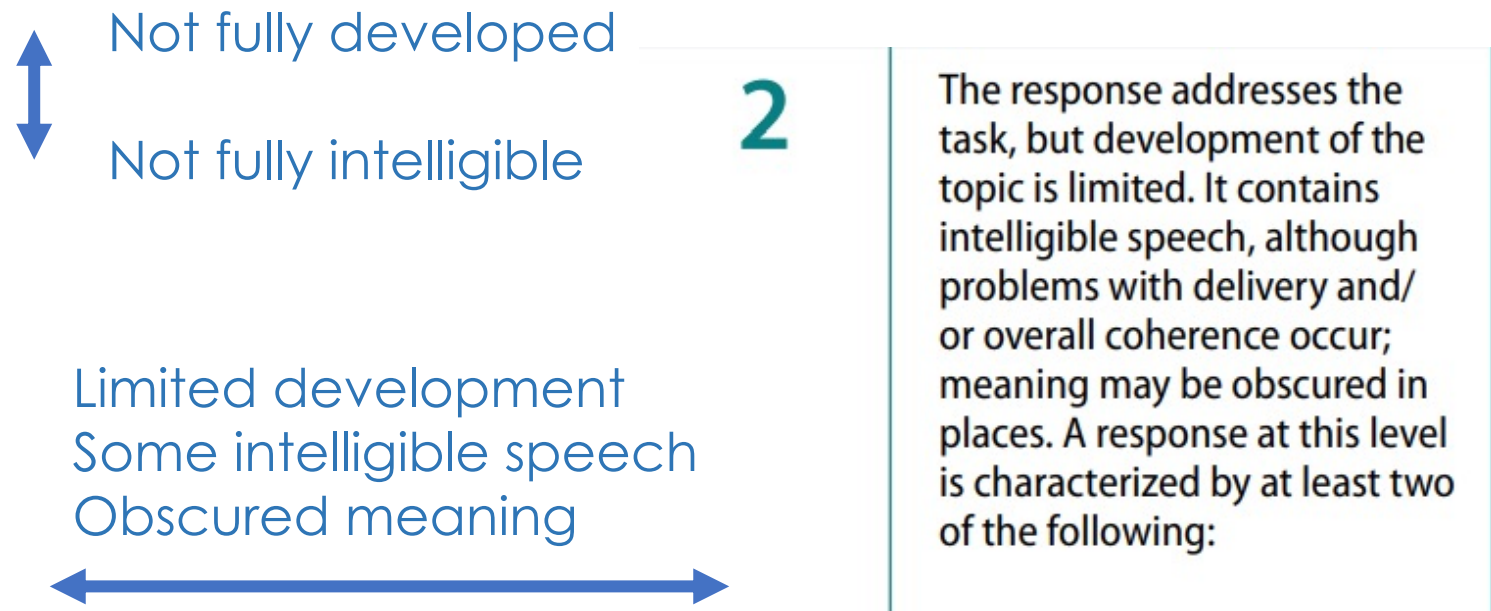 Not fully developed
Not fully intelligible
Limited development
Some intelligible speech
Obscured meaning
2
The response addresses the
task, but development of the
topic is limited. It contains
intelligible speech, although
problems with delivery and/
or overall coherence occur;
meaning may be obscured in
places. A response at this level
is characterized by at least two
of the following: